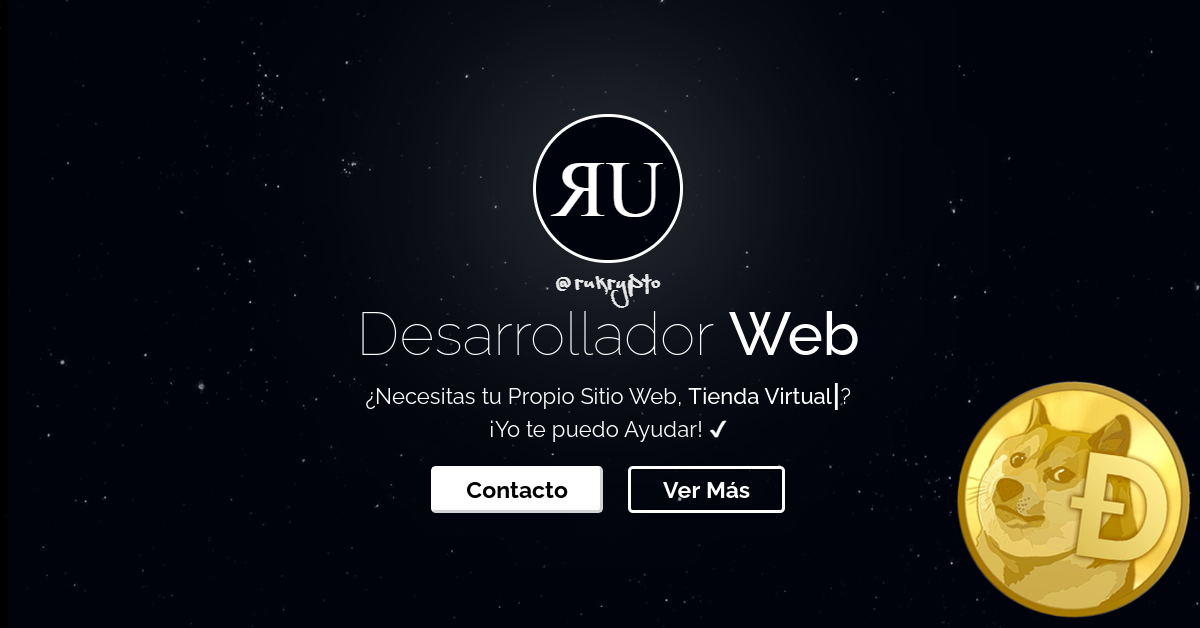 ЯU
@rukrypto
Desarrollador Web
¿Necesitas tu Propio Sitio Web, Tienda Virtual|?
¡Yo te puedo Ayudar! ✓
Contacto
Ver Más
Ð